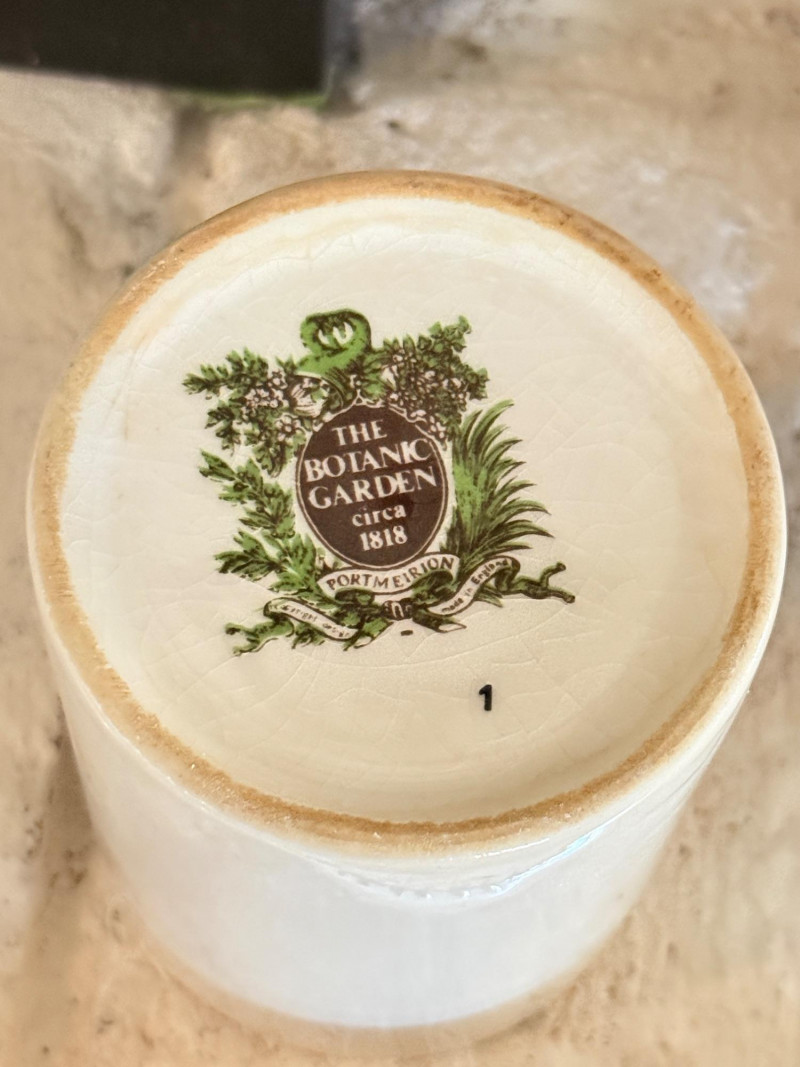 THE
BOTANIC
GARDEN
circa
1818
PORTMEIRION
made in England
1